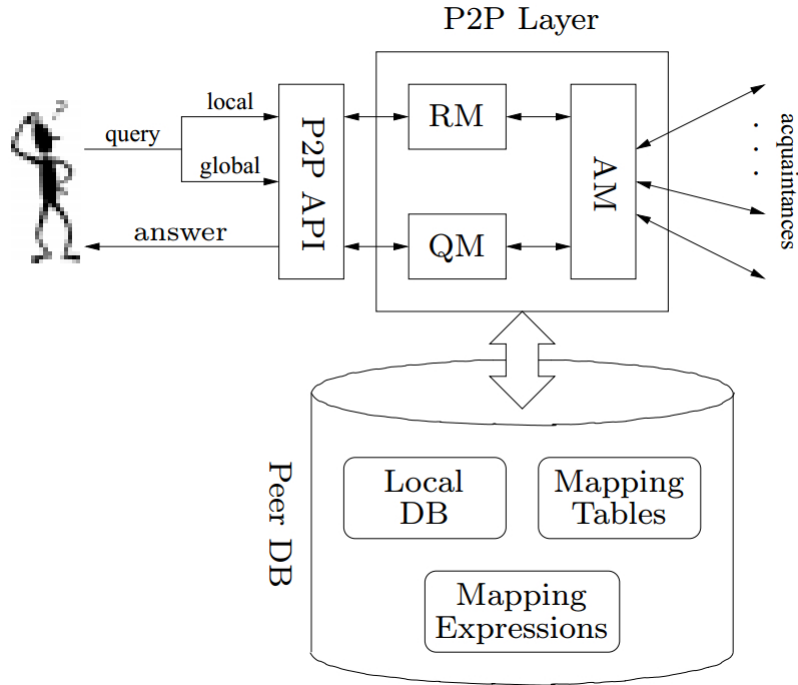 P2P Layer
local
query
global
answer
P2P API
RM
QM
AM
acquaintances
Peer DB
Local
DB
Mapping
Tables
Mapping
Expressions